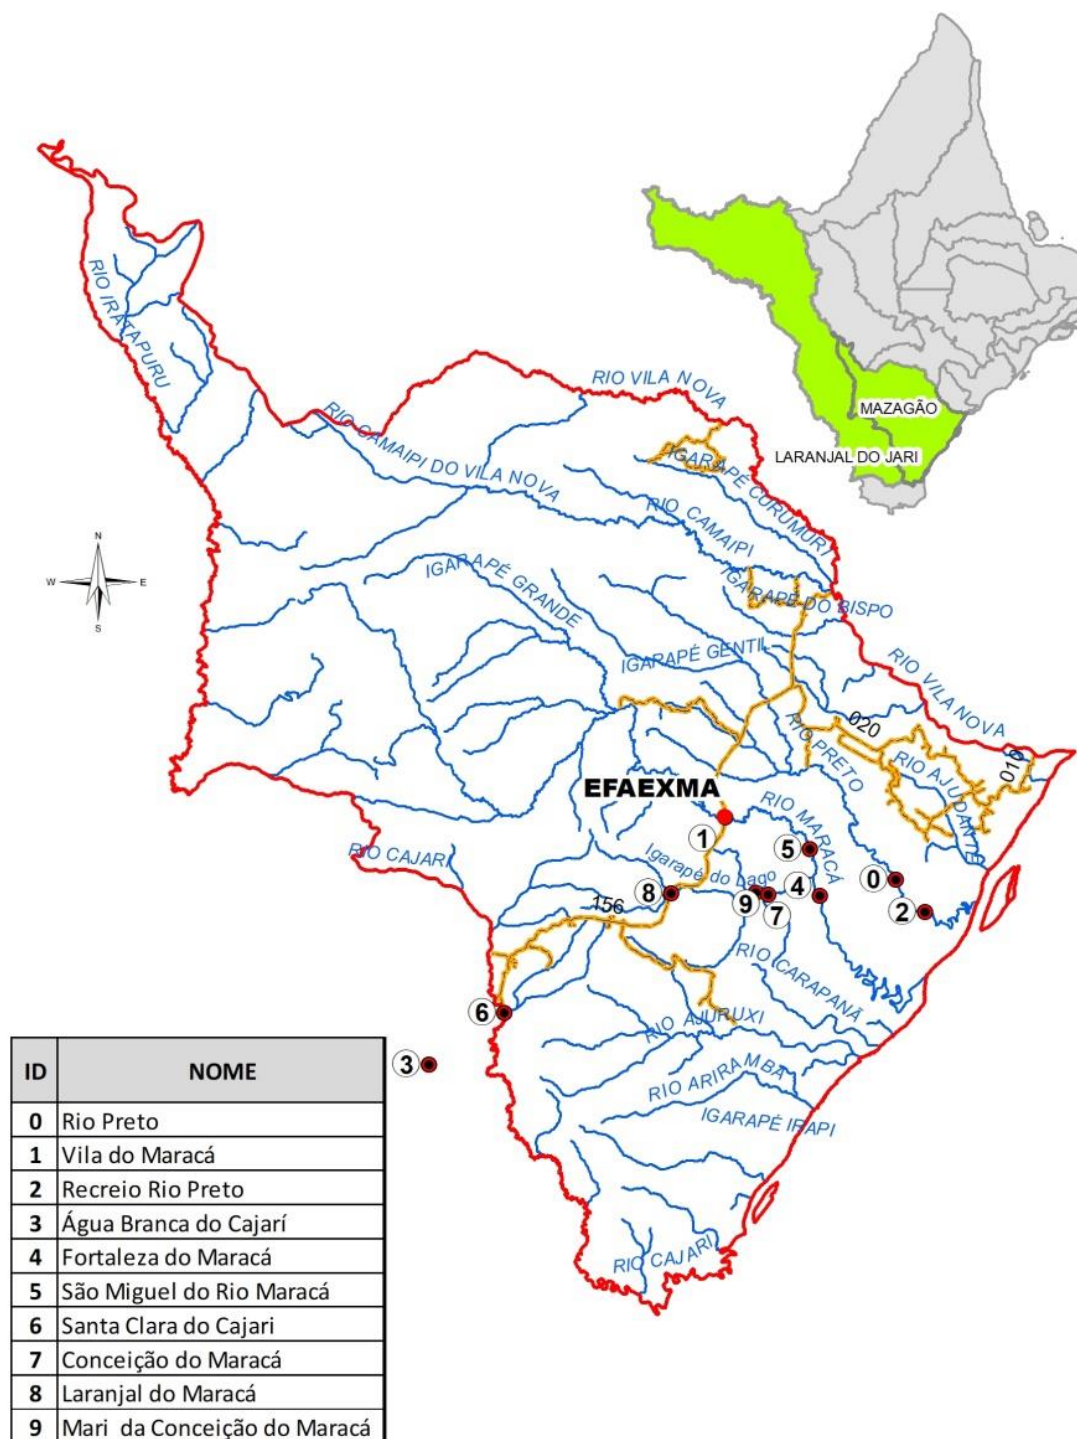 MAZAGÃO
LARANJAL DO JARI
RIO IRATAPURU
RIO VILA NOVA
RIO CAMAIPI DO VILA NOVA
IGARAPÉ CURUMURI
RIO CAMAIPI
N
W E
S
IGARAPÉ GRANDE
IGARAPÉ DO BISPO
IGARAPÉ GENTIL
RIO VILA NOVA
020
RIO PRETO
RIO AJUDANTE
010
EFAEXMA
RIO MARACÁ
1
5
RIO CAJARI
Igarapé do Lago
0
8
9
7
4
2
156
RIO CARAPANÃ
6
RIO AJURUXI
3
RIO ARIRAMBA
IGARAPÉ IRAPI
RIO CAJARI
ID NOME
0 Rio Preto
1 Vila do Maracá
2 Recreio Rio Preto
3 Água Branca do Cajarí
4 Fortaleza do Maracá
5 São Miguel do Rio Maracá
6 Santa Clara do Cajari
7 Conceição do Maracá
8 Laranjal do Maracá
9 Mari da Conceição do Maracá